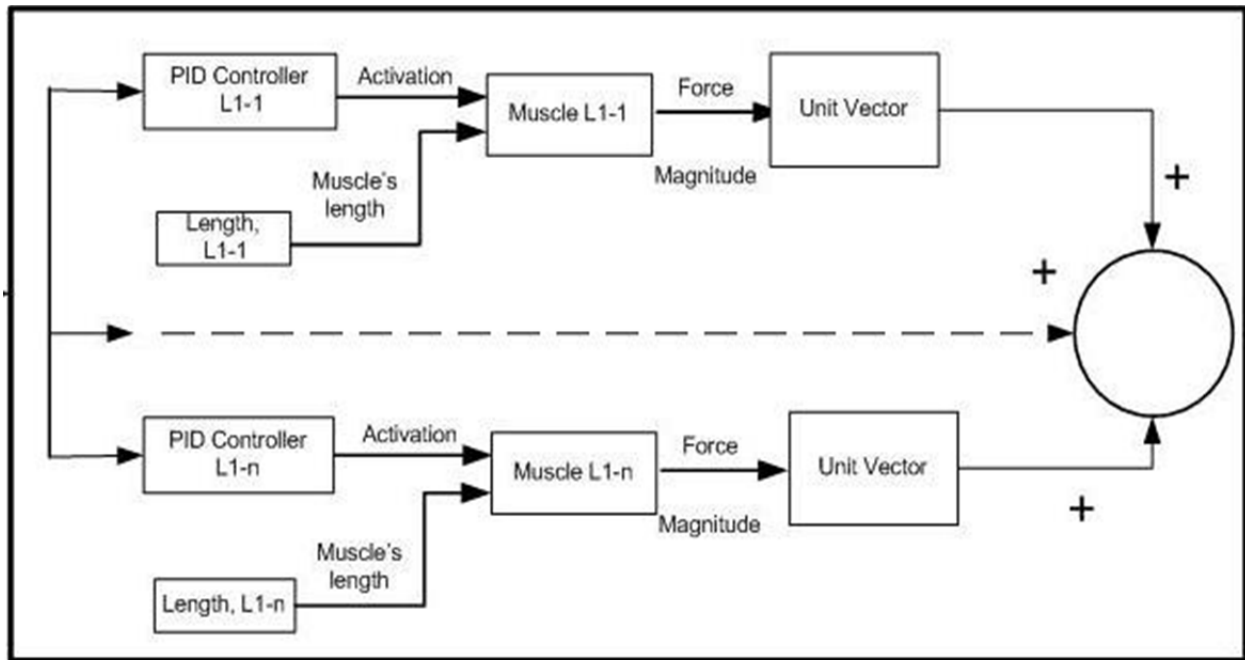 PID Controller
L1-1
Activation
Muscle L1-1
Force
Magnitude
Unit Vector
+
Muscle's
length
Length,
L1-1
+
PID Controller
L1-n
Activation
Muscle L1-n
Force
Magnitude
Unit Vector
+
Muscle's
length
Length, L1-n